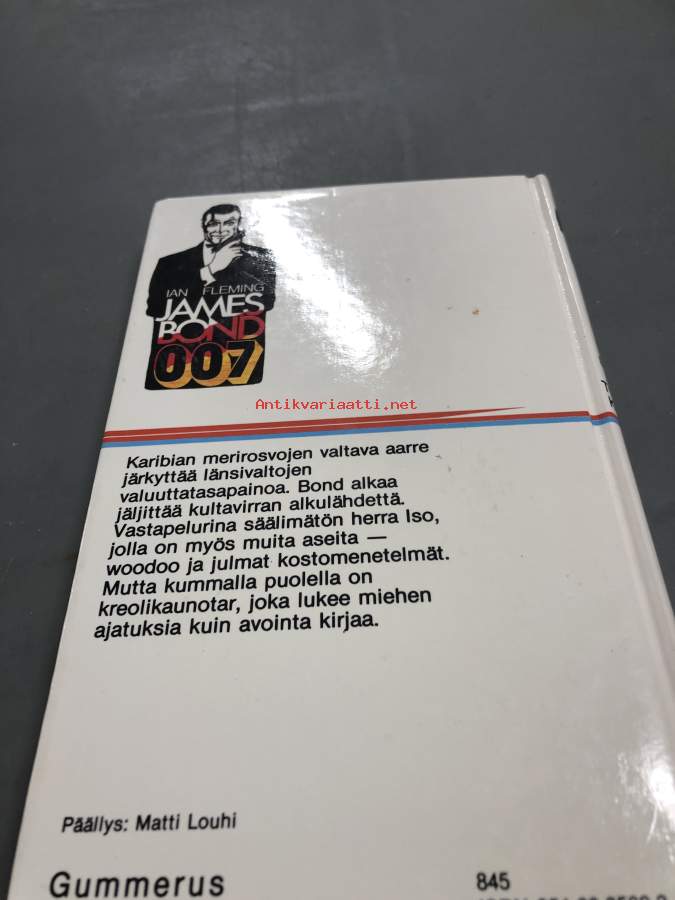 IAN FLEMING
JAMES
BOND
007
Antikvariaatti.net
Karibian merirosvojen valtava aarre
järkyttää länsivaltojen
valuuttatasapainoa. Bond alkaa
jäljittää kultavirran alkulähdettä.
Vastapelurina säälimätön herra Iso,
jolla on myös muita aseita —
woodoo ja julmat kostomenetelmät.
Mutta kummalla puolella on
kreolikaunotar, joka lukee miehen
ajatuksia kuin avointa kirjaa.
Päällys: Matti Louhi
Gummerus
845